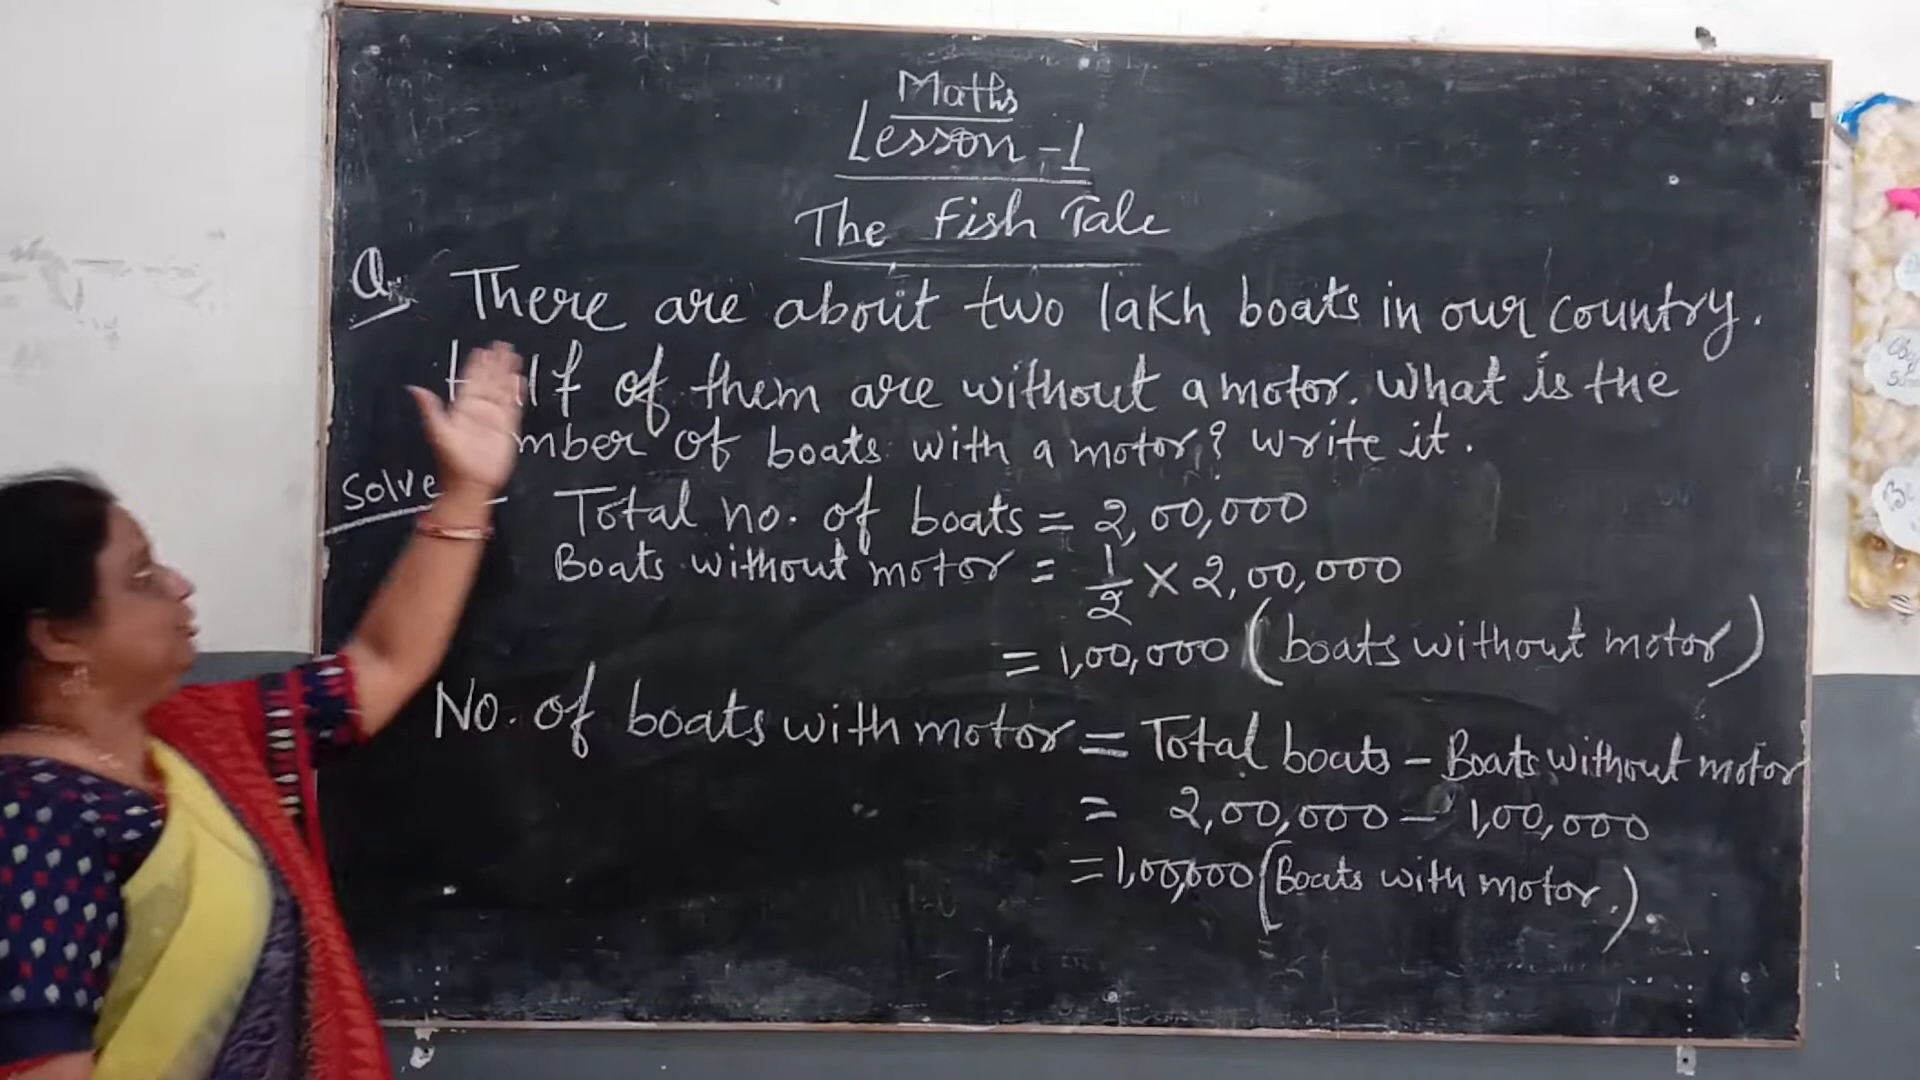 Maths
Lesson-1
The Fish Tale
Q. There are about two lakh boats in our country.
of them are without a motor. What is the
of boats with a motor? Write it.
Solve - Total no. of boats = 2,00,000
Boats without motor = 1/2 × 2,00,000
= 1,00,000 (boats without motor)
No. of boats with motor = Total boats - Boats without motor
= 2,00,000 - 1,00,000
= 1,00,000 (Boats with motor.)